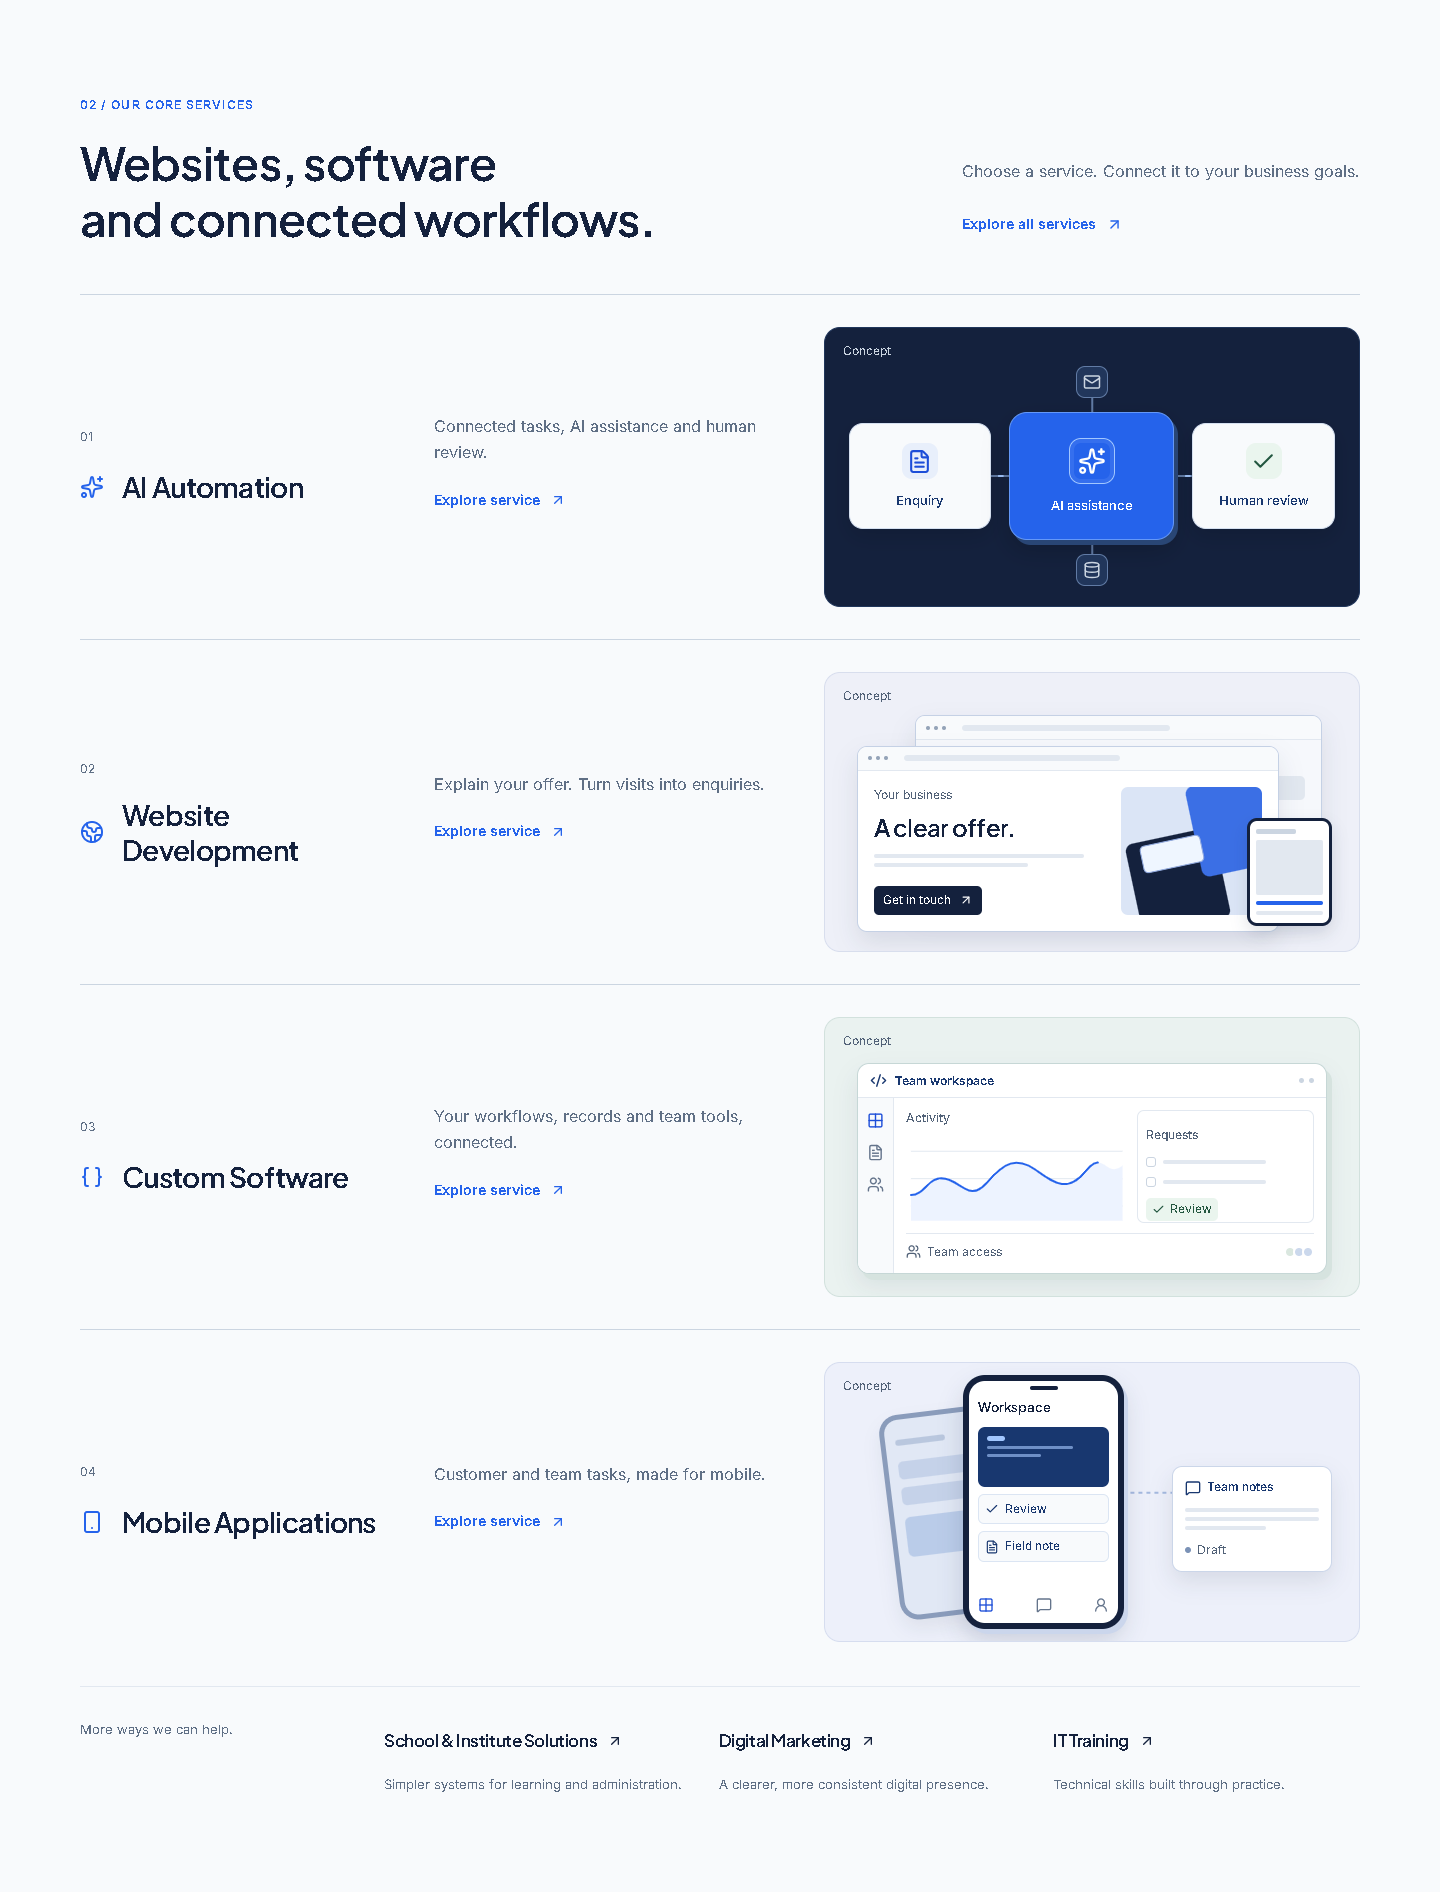 02 / OUR CORE SERVICES
Websites, software
and connected workflows.
Choose a service. Connect it to your business goals.
Explore all services
01
AI Automation
Connected tasks, AI assistance and human
review.
Explore service
Concept
Enquiry
AI assistance
Human review
02
Website
Development
Explain your offer. Turn visits into enquiries.
Explore service
Concept
Your business
A clear offer.
Get in touch
03
Custom Software
Your workflows, records and team tools,
connected.
Explore service
Concept
Team workspace
Activity
Requests
Review
Team access
04
Mobile Applications
Customer and team tasks, made for mobile.
Explore service
Concept
Workspace
Review
Field note
Team notes
Draft
More ways we can help.
School & Institute Solutions
Simpler systems for learning and administration.
Digital Marketing
A clearer, more consistent digital presence.
IT Training
Technical skills built through practice.